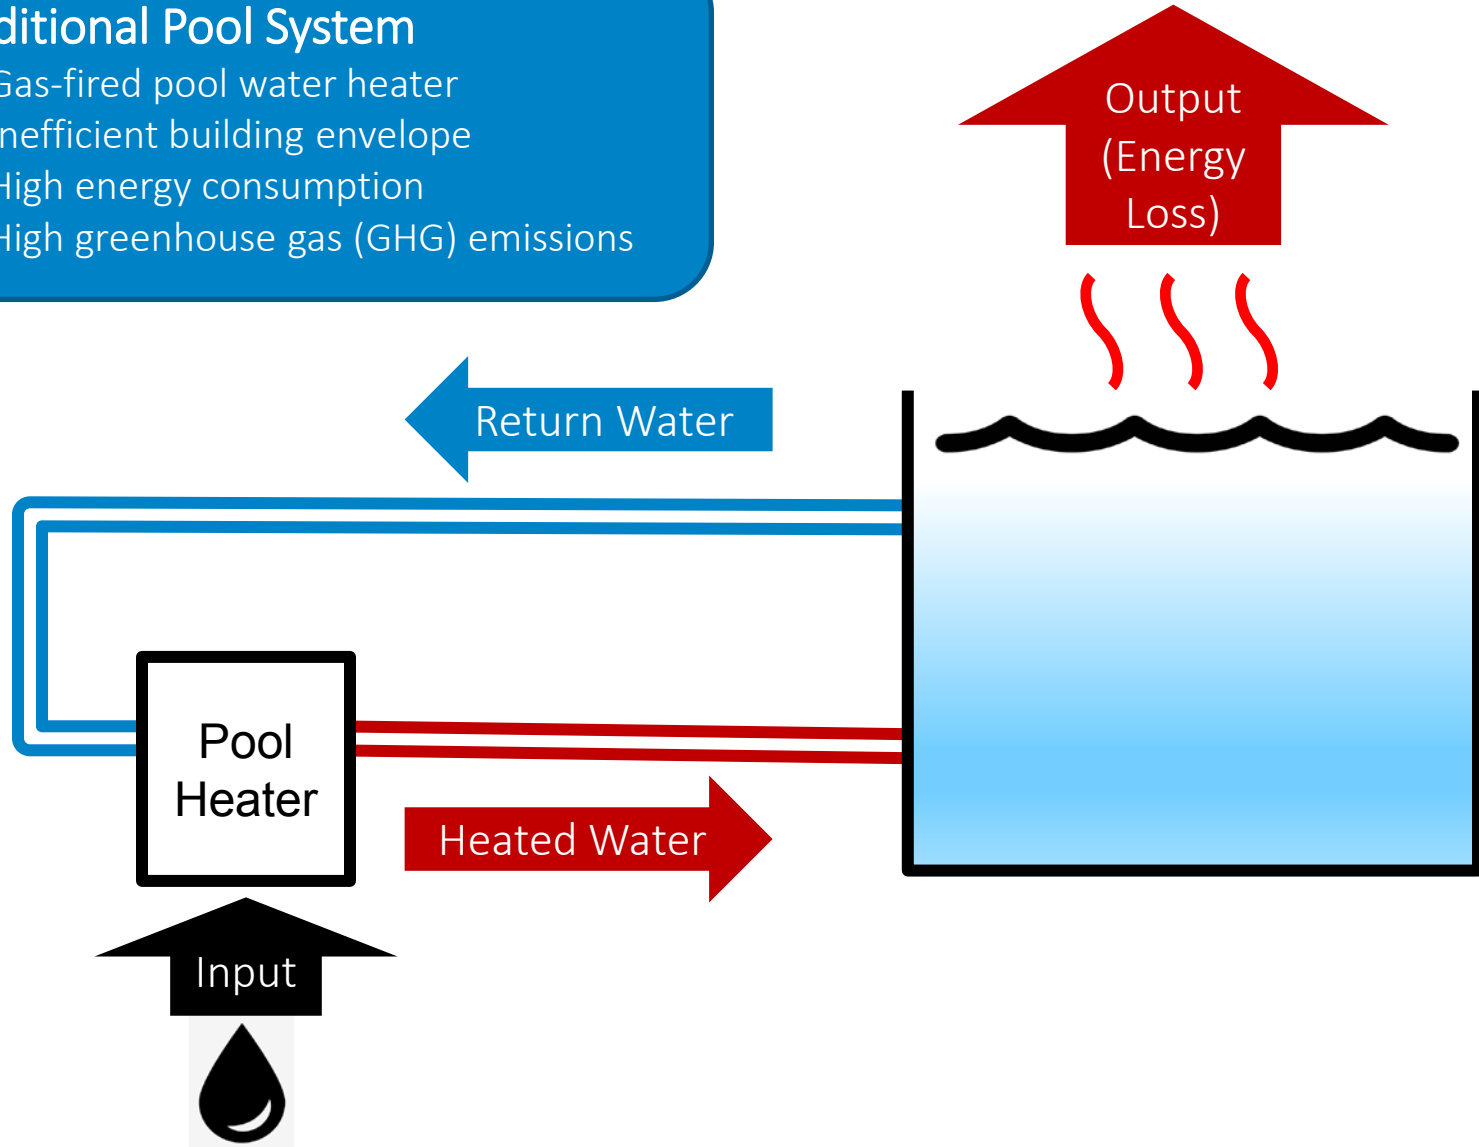 ditional Pool System
Gas-fired pool water heater
nefficient building envelope
High energy consumption
High greenhouse gas (GHG) emissions
Output
(Energy
Loss)
Return Water
Pool
Heater
Heated Water
Input